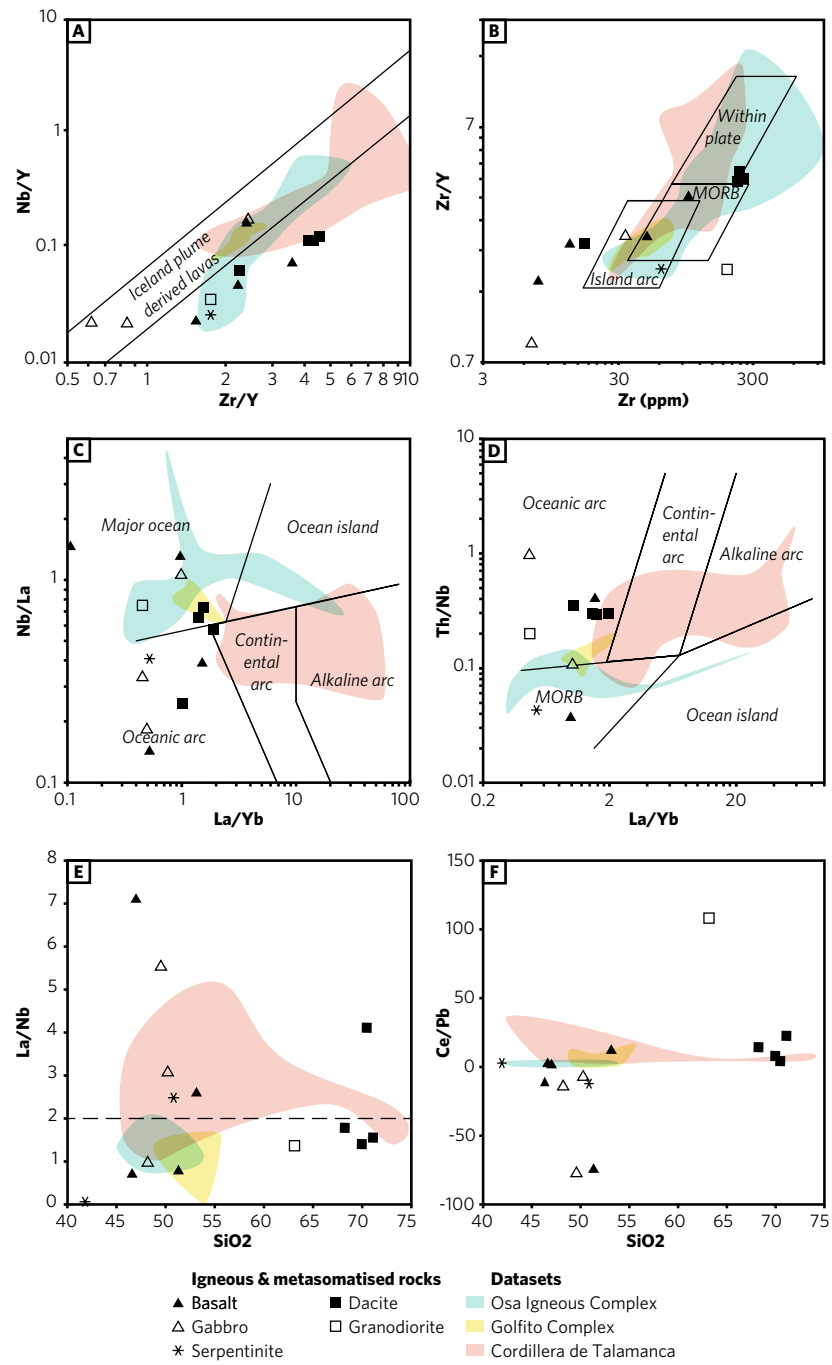 A
10
1
0.1
0.01
Nb/Y
Iceland plume
derived lavas
0.5
0.7
1
2
3
4
5
6
7
8
9
10
Zr/Y
B
7
0.7
Zr/Y
Within
plate
MORB
Island arc
3
30
300
Zr (ppm)
C
1
0.1
Nb/La
Major ocean
Ocean island
Contin-
ental
arc
Alkaline arc
Oceanic arc
0.1
1
10
100
La/Yb
D
10
1
0.1
0.01
Th/Nb
Oceanic arc
Contin-
ental
arc
Alkaline arc
MORB
Ocean island
0.2
2
20
La/Yb
E
8
7
6
5
4
3
2
1
0
La/Nb
40
45
50
55
60
65
70
75
SiO2
F
150
100
50
0
-50
-100
Ce/Pb
40
45
50
55
60
65
70
75
SiO2
Igneous & metasomatised rocks
Basalt
Gabbro
Serpentinite
Dacite
Granodiorite
Datasets
Osa Igneous Complex
Golfito Complex
Cordillera de Talamanca